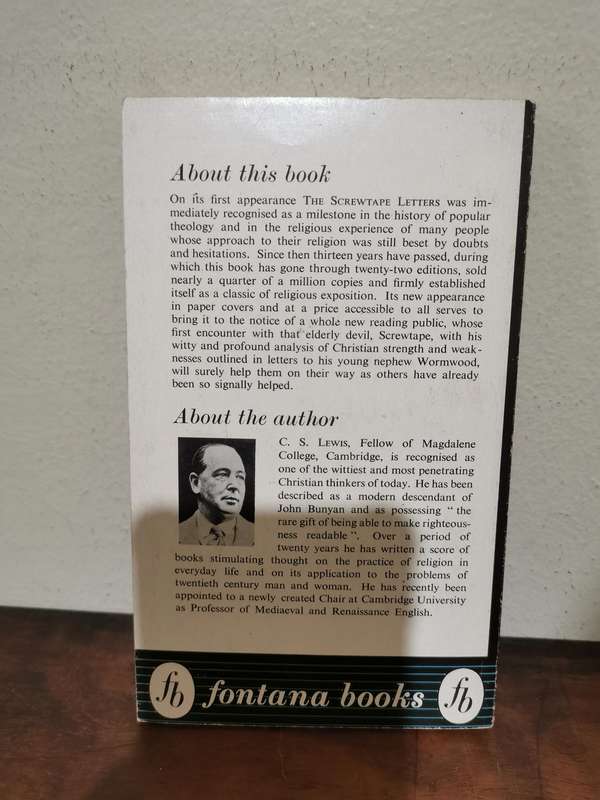 About this book
On its first appearance THE SCREWTAPE LETTERS was im-
mediately recognised as a milestone in the history of popular
theology and in the religious experience of many people
whose approach to their religion was still beset by doubts
and hesitations. Since then thirteen years have passed, during
which this book has gone through twenty-two editions, sold
nearly a quarter of a million copies and firmly established
itself as a classic of religious exposition. Its new appearance
in paper covers and at a price accessible to all serves to
bring it to the notice of a whole new reading public, whose
first encounter with that elderly devil, Screwtape, with his
witty and profound analysis of Christian strength and weak-
nesses outlined in letters to his young nephew Wormwood,
will surely help them on their way as others have already
been so signally helped.
About the author
C. S. LEWIS, Fellow of Magdalene
College, Cambridge, is recognised as
one of the wittiest and most penetrating
Christian thinkers of today. He has been
described as a modern descendant of
John Bunyan and as possessing " the
rare gift of being able to make righteous-
ness readable ". Over a period of
twenty years he has written a score of
books stimulating thought on the practice of religion in
everyday life and on its application to the problems of
twentieth century man and woman. He has recently been
appointed to a newly created Chair at Cambridge University
as Professor of Mediaeval and Renaissance English.
fb fontana books fb